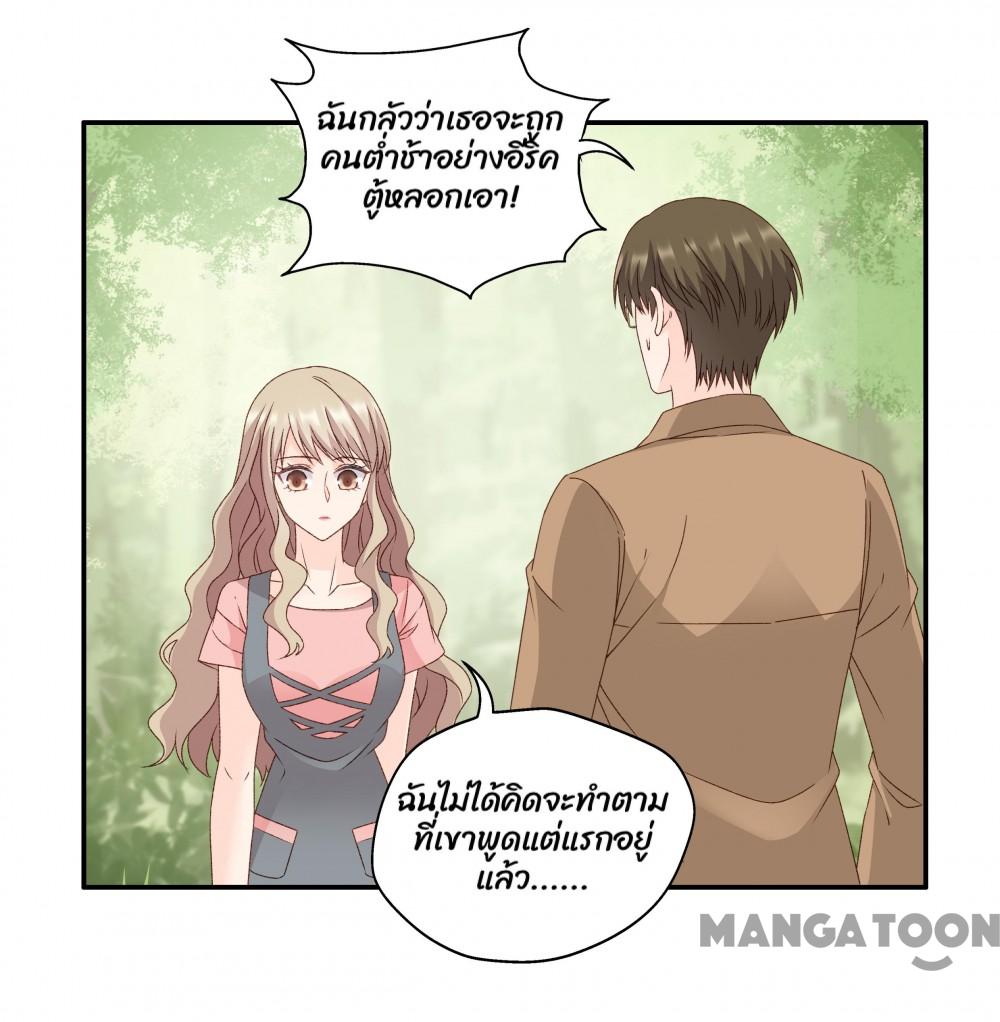 ฉันกลัวว่าเธอจะถูก
คนต่ำช้าอย่างอีริค
ตู้หลอกเอา!
ฉันไม่ได้คิดจะทำตาม
ที่เขาพูดแต่แรกอยู่
แล้ว......
MANGATOON